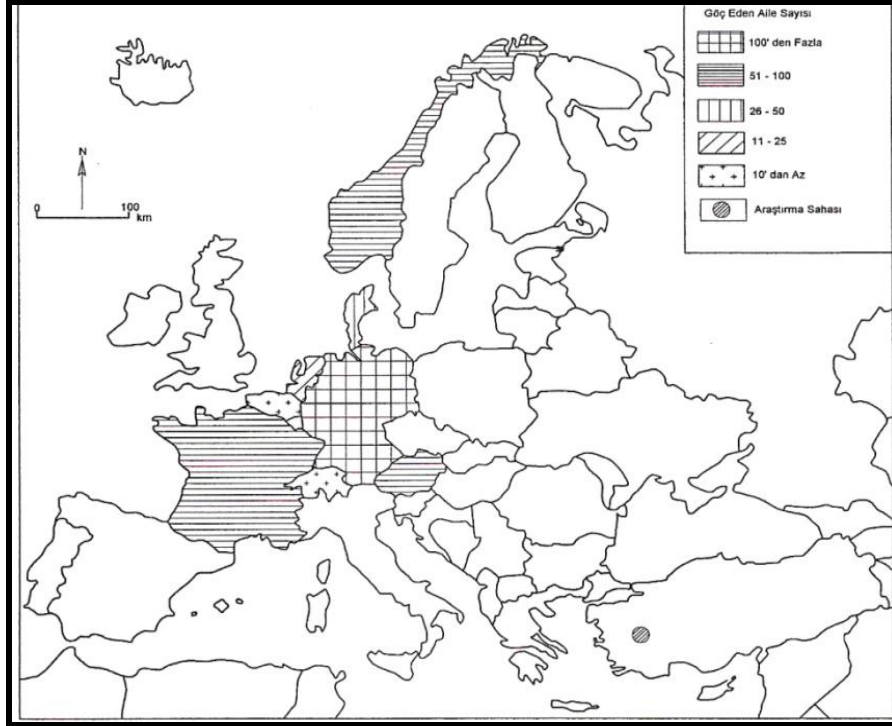 Göç Eden Aile Sayısı
100' den Fazla
51 - 100
26 - 50
11 - 25
10' dan Az
Araştırma Sahası
N
0 100
km